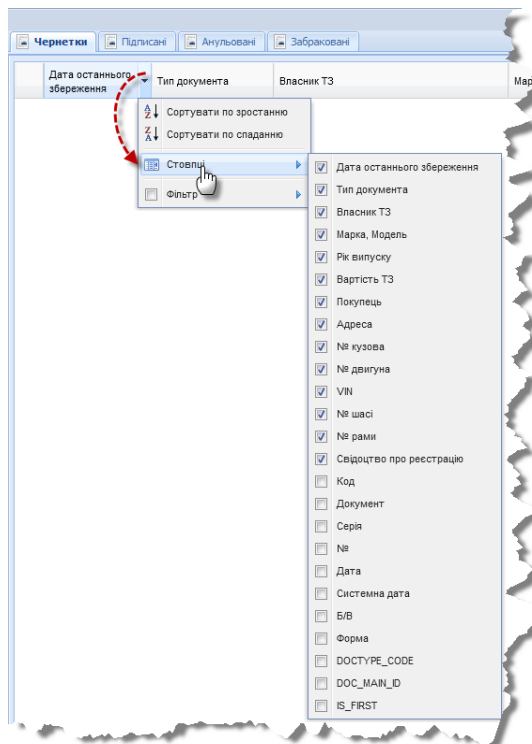 Чернетки
Підписані
Анульовані
Забраковані
Дата останнього
збереження
Тип документа
Власник ТЗ
Мар
Сортувати по зростанню
Сортувати по спаданню
Стовпці
Фільтр
Дата останнього збереження
Тип документа
Власник ТЗ
Марка, Модель
Рік випуску
Вартість ТЗ
Покупець
Адреса
№ кузова
№ двигуна
VIN
№ шасі
№ рами
Свідоцтво про реєстрацію
Код
Документ
Серія
№
Дата
Системна дата
Б/В
Форма
DOCTYPE_CODE
DOC_MAIN_ID
IS_FIRST